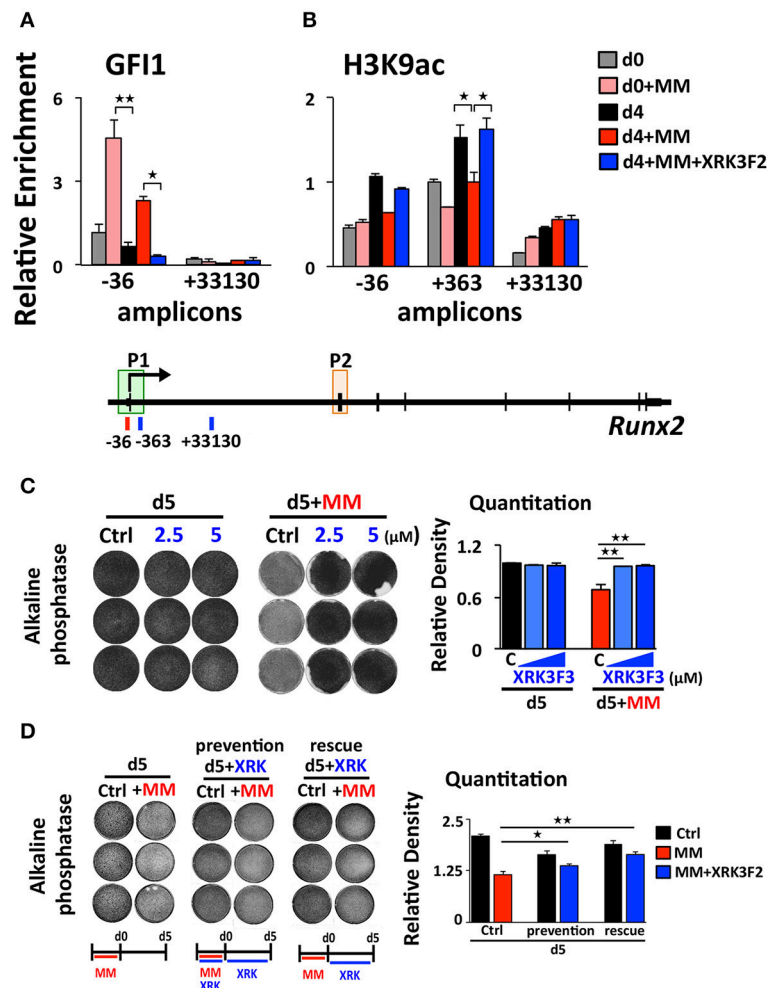 A
B
GFI1
H3K9ac
d0
d0+MM
d4
d4+MM
d4+MM+XRK3F2
Relative Enrichment
6
3
0
★★
★
-36 +33130
amplicons
2
1
0
★ ★
-36 +363 +33130
amplicons
P1 P2
-36 -363 +33130
Runx2
C
d5 d5+MM
Ctrl 2.5 5 Ctrl 2.5 5 (μM)
Alkaline
phosphatase
Quantitation
Relative Density
1.2
0.6
0
★★
★★
C C
XRK3F3 XRK3F3 (μM)
d5 d5+MM
D
d5
prevention
d5+XRK
rescue
d5+XRK
Ctrl +MM Ctrl +MM Ctrl +MM
Alkaline
phosphatase
d0 d5 d0 d5 d0 d5
MM MM XRK MM XRK
XRK
Quantitation
Relative Density
2.5
1.25
0
★★
★
Ctrl
MM
MM+XRK3F2
Ctrl prevention rescue
d5